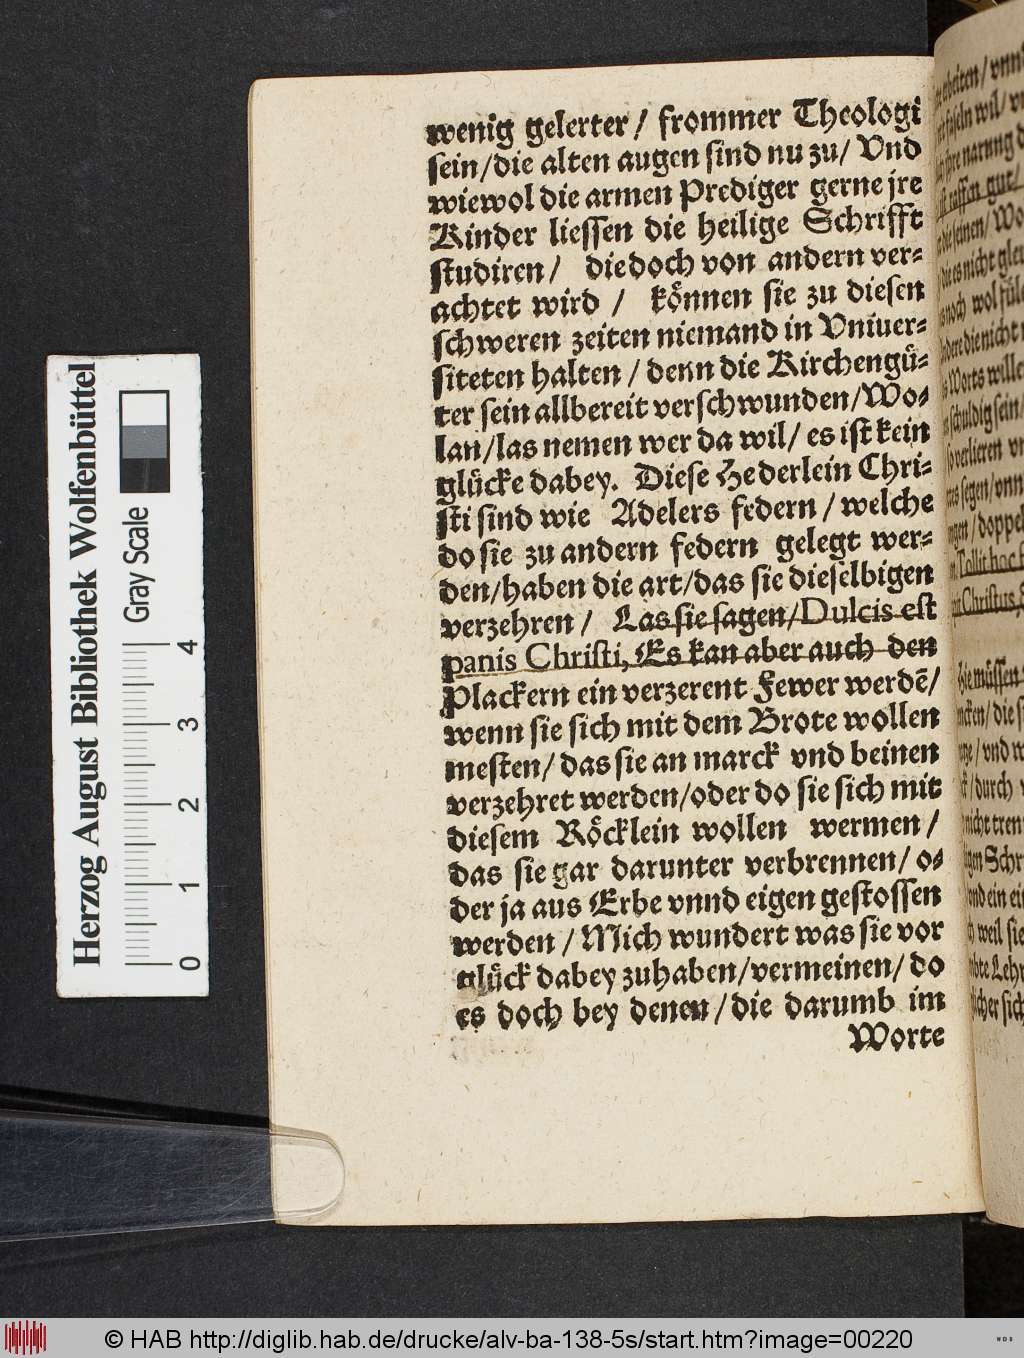 wenig gelerter / frommer Theologi
sein/die alten augen sind nu zu/ Vnd
wiewol die armen Prediger gerne jre
Kinder liessen die heilige Schrifft
studiren / die doch von andern ver=
achtet wird / können sie zu diesen
schweren zeiten niemand in Vniuer=
siteten halten / denn die Kirchengü=
ter sein allbereit verschwunden/Wo=
lan/las nemen wer da wil/ es ist kein
glücke dabey. Diese Hederlein Chri=
sti sind wie Adelers federn / welche
do sie zu andern federn gelegt wer=
den/haben die art/das sie dieselbigen
verzehren / Las sie sagen/Dulcis est
panis Christi, Es kan aber auch den
Plackern ein verzerent Fewer werdẽ/
wenn sie sich mit dem Brote wollen
mesten/das sie an marck vnd beinen
verzehret werden/oder do sie sich mit
diesem Röcklein wollen wermen /
das sie gar darunter verbrennen/ o=
der ja aus Erbe vnnd eigen gestossen
werden / Mich wundert was sie vor
glück dabey zuhaben/vermeinen/ do
es doch bey denen /die darumb im
Worte
Herzog August Bibliothek Wolfenbüttel
Gray Scale
0 1 2 3 4
© HAB http://diglib.hab.de/drucke/alv-ba-138-5s/start.htm?image=00220